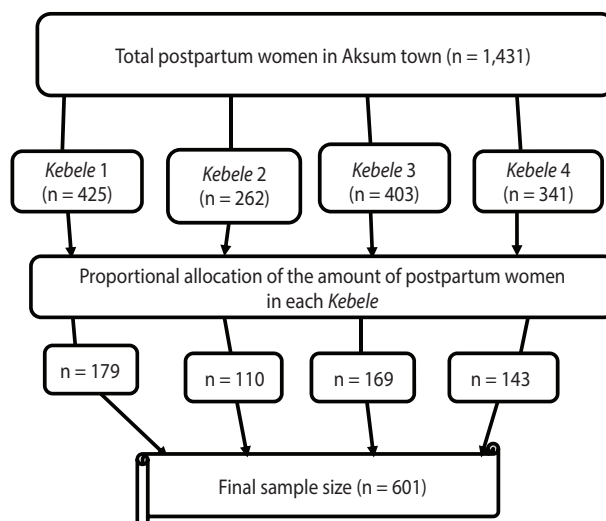 Total postpartum women in Aksum town (n = 1,431)
Kebele 1
(n = 425)
Kebele 2
(n = 262)
Kebele 3
(n = 403)
Kebele 4
(n = 341)
Proportional allocation of the amount of postpartum women
in each Kebele
n = 179
n = 110
n = 169
n = 143
Final sample size (n = 601)